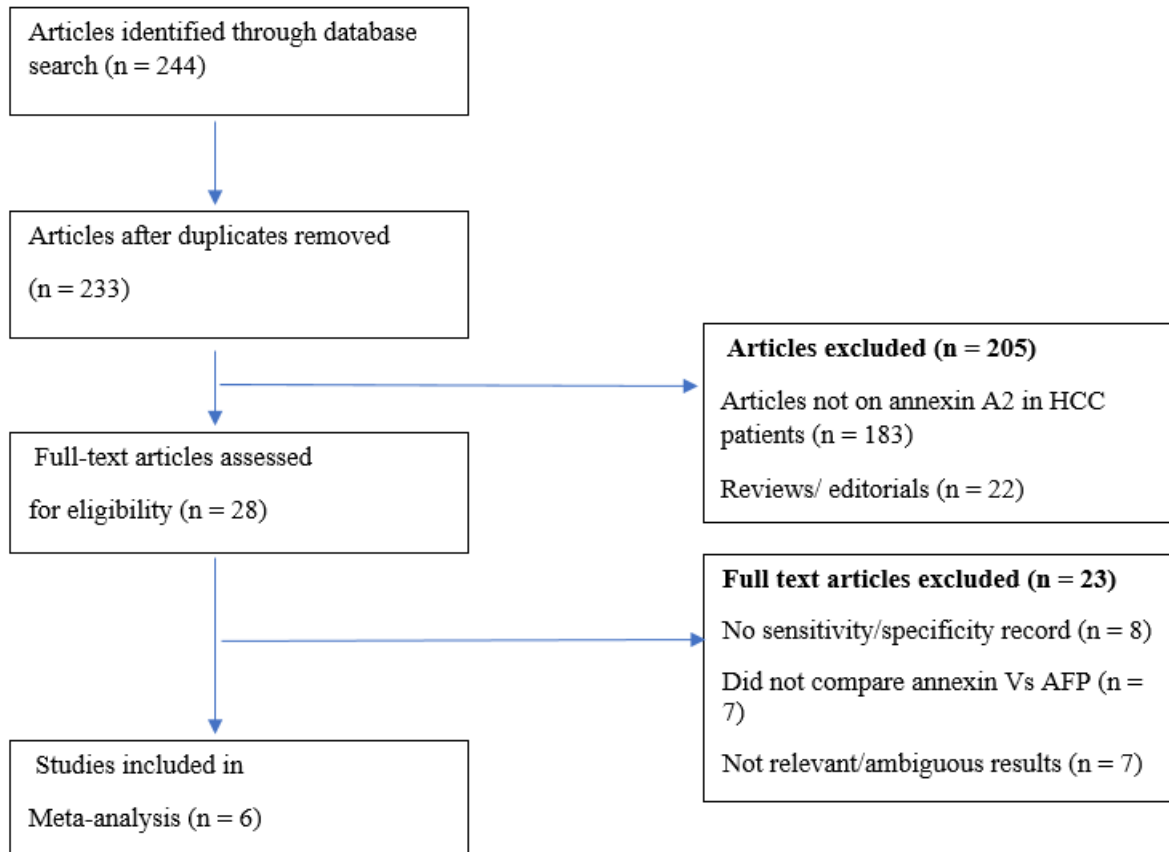 Articles identified through database
search (n = 244)
Articles after duplicates removed
(n = 233)
Articles excluded (n = 205)
Articles not on annexin A2 in HCC
patients (n = 183)
Reviews/ editorials (n = 22)
Full-text articles assessed
for eligibility (n = 28)
Full text articles excluded (n = 23)
No sensitivity/specificity record (n = 8)
Did not compare annexin Vs AFP (n =
7)
Not relevant/ambiguous results (n = 7)
Studies included in
Meta-analysis (n = 6)